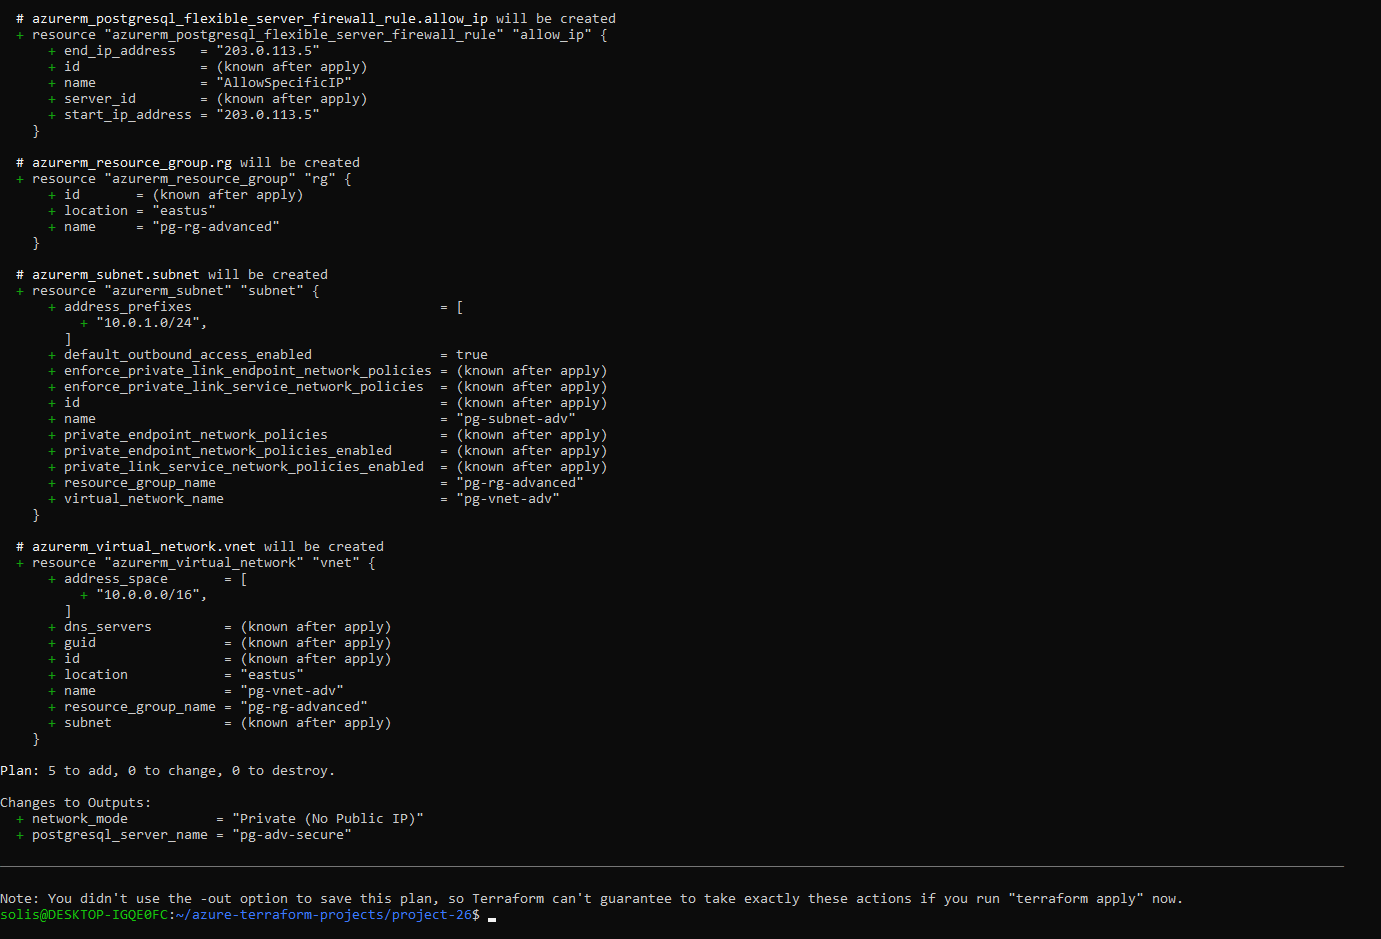 # azurerm_postgresql_flexible_server_firewall_rule.allow_ip will be created
+ resource "azurerm_postgresql_flexible_server_firewall_rule" "allow_ip" {
+ end_ip_address   = "203.0.113.5"
+ id               = (known after apply)
+ name             = "AllowSpecificIP"
+ server_id        = (known after apply)
+ start_ip_address = "203.0.113.5"
}
# azurerm_resource_group.rg will be created
+ resource "azurerm_resource_group" "rg" {
+ id       = (known after apply)
+ location = "eastus"
+ name     = "pg-rg-advanced"
}
# azurerm_subnet.subnet will be created
+ resource "azurerm_subnet" "subnet" {
+ address_prefixes                               = [
+ "10.0.1.0/24",
]
+ default_outbound_access_enabled                = true
+ enforce_private_link_endpoint_network_policies = (known after apply)
+ enforce_private_link_service_network_policies  = (known after apply)
+ id                                             = (known after apply)
+ name                                           = "pg-subnet-adv"
+ private_endpoint_network_policies              = (known after apply)
+ private_endpoint_network_policies_enabled      = (known after apply)
+ private_link_service_network_policies_enabled  = (known after apply)
+ resource_group_name                            = "pg-rg-advanced"
+ virtual_network_name                           = "pg-vnet-adv"
}
# azurerm_virtual_network.vnet will be created
+ resource "azurerm_virtual_network" "vnet" {
+ address_space       = [
+ "10.0.0.0/16",
]
+ dns_servers         = (known after apply)
+ guid                = (known after apply)
+ id                  = (known after apply)
+ location            = "eastus"
+ name                = "pg-vnet-adv"
+ resource_group_name = "pg-rg-advanced"
+ subnet              = (known after apply)
}
Plan: 5 to add, 0 to change, 0 to destroy.
Changes to Outputs:
+ network_mode           = "Private (No Public IP)"
+ postgresql_server_name = "pg-adv-secure"
Note: You didn't use the -out option to save this plan, so Terraform can't guarantee to take exactly these actions if you run "terraform apply" now.
solis@DESKTOP-IGQE0FC:~/azure-terraform-projects/project-26$